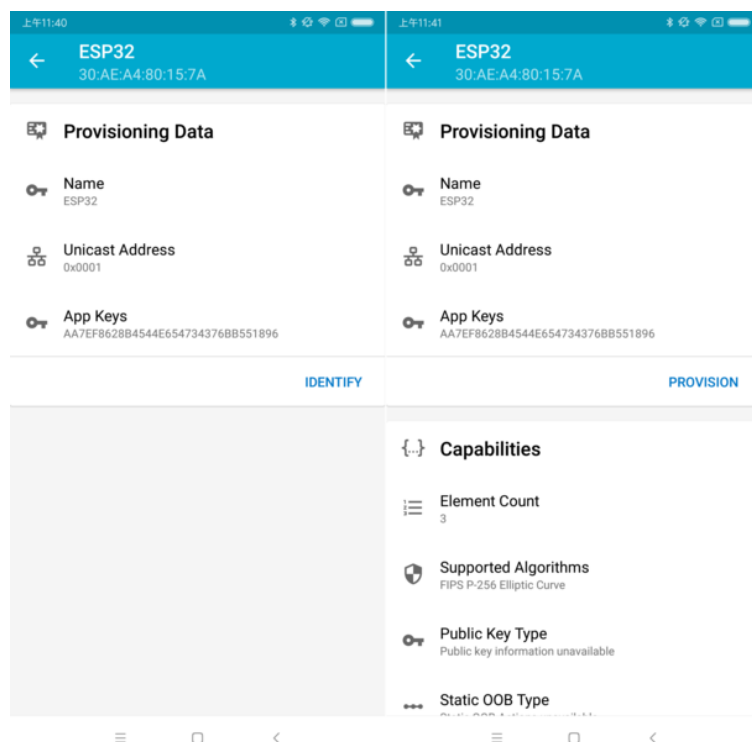 上午11:40
ESP32
30:AE:A4:80:15:7A
Provisioning Data
Name
ESP32
Unicast Address
0x0001
App Keys
AA7EF8628B4544E654734376BB551896
IDENTIFY
上午11:41
ESP32
30:AE:A4:80:15:7A
Provisioning Data
Name
ESP32
Unicast Address
0x0001
App Keys
AA7EF8628B4544E654734376BB551896
PROVISION
{...} Capabilities
Element Count
3
Supported Algorithms
FIPS P-256 Elliptic Curve
Public Key Type
Public key information unavailable
Static OOB Type